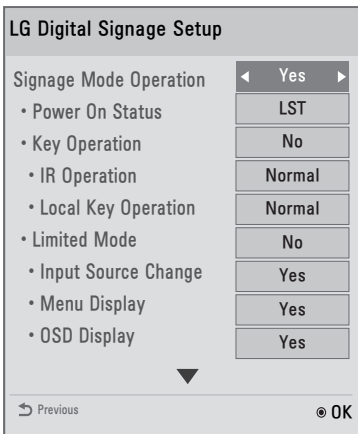 LG Digital Signage Setup
Signage Mode Operation ◀ Yes ▶
• Power On Status LST
• Key Operation No
• IR Operation Normal
• Local Key Operation Normal
• Limited Mode No
• Input Source Change Yes
• Menu Display Yes
• OSD Display Yes
▼
Previous ◉ OK